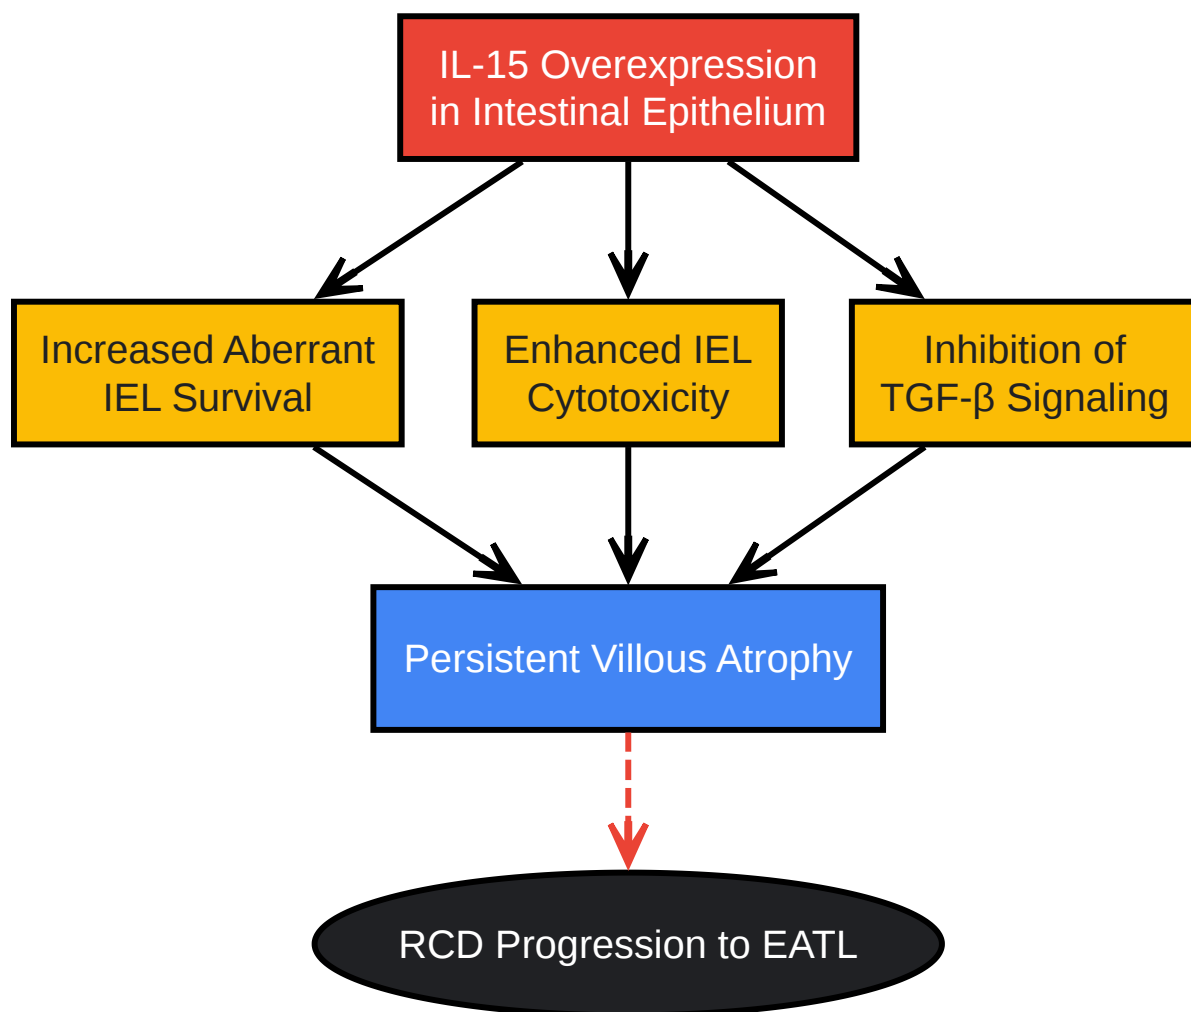 IL-15 Overexpression
in Intestinal Epithelium
Increased Aberrant
IEL Survival
Enhanced IEL
Cytotoxicity
Inhibition of
TGF-β Signaling
Persistent Villous Atrophy
RCD Progression to EATL